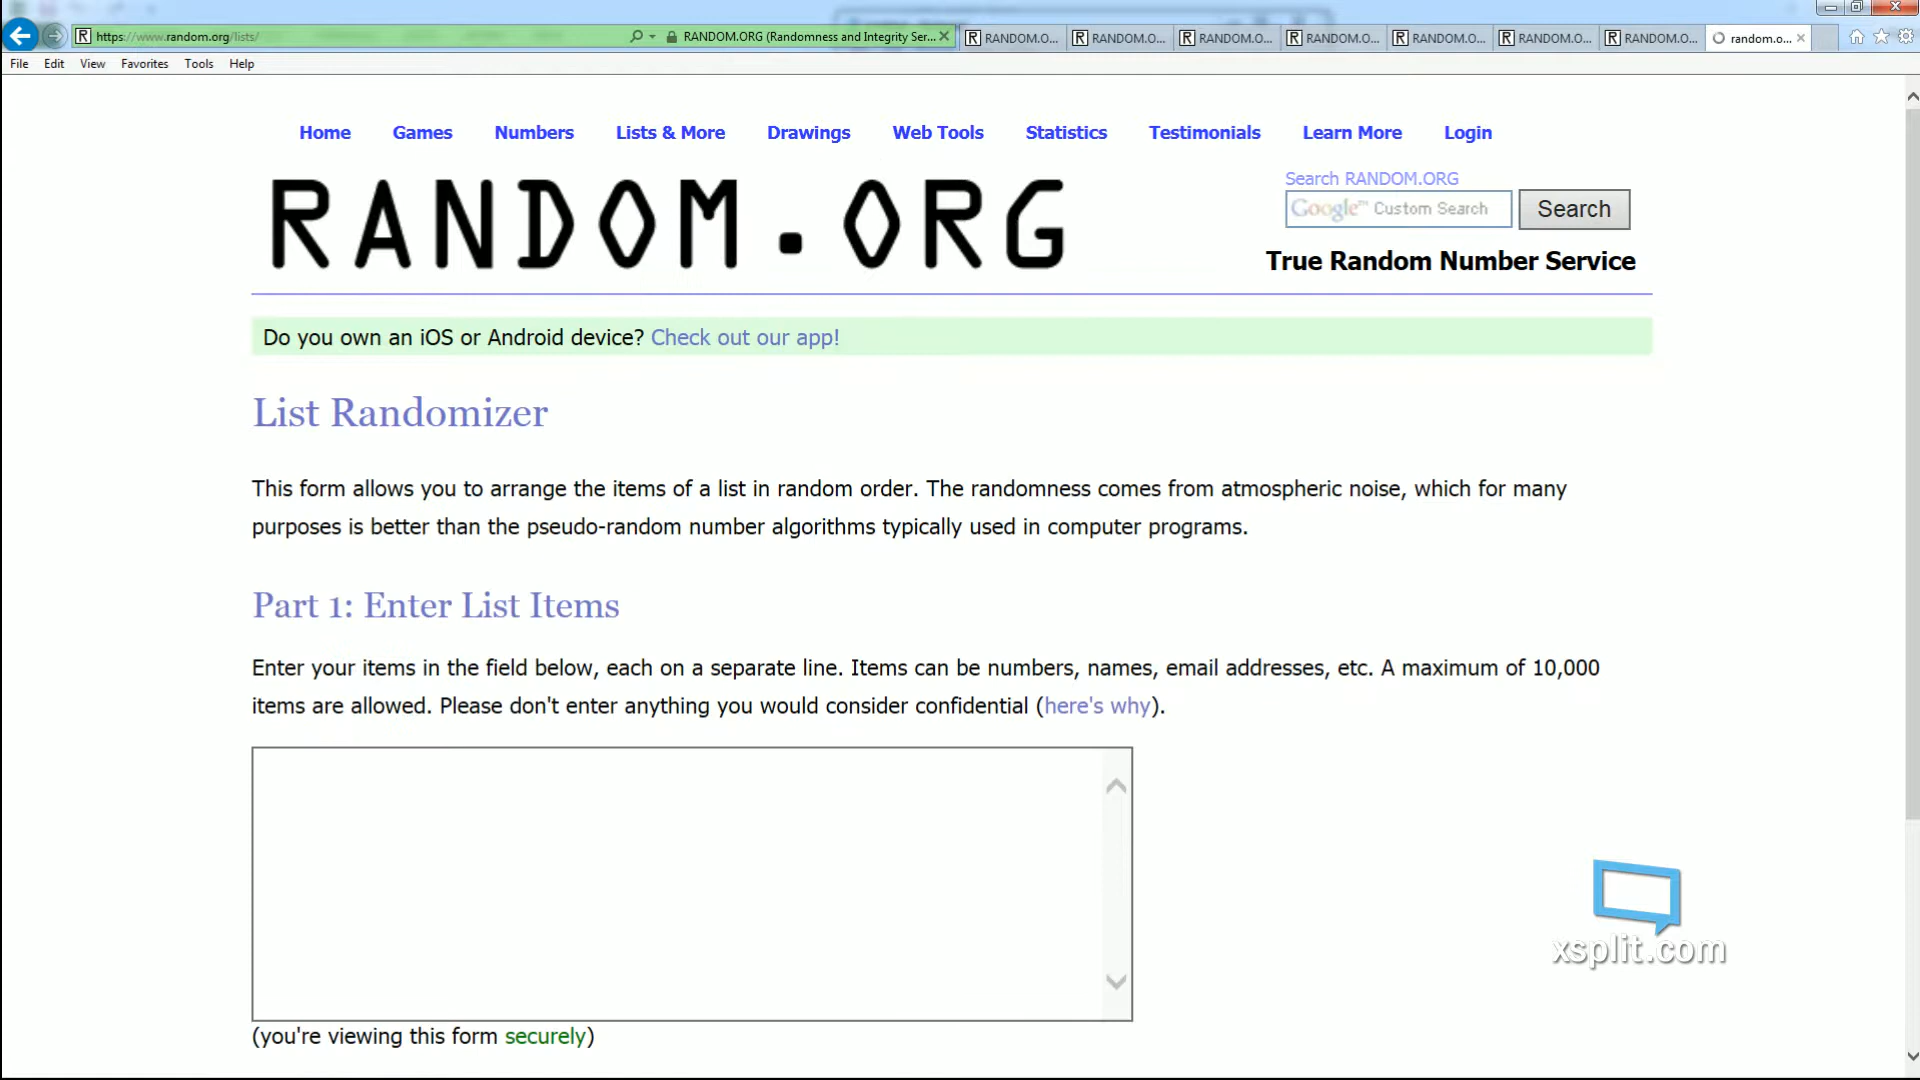 https://www.random.org/lists/
RANDOM.ORG (Randomness and Integrity Ser...
RANDOM.O...
RANDOM.O...
RANDOM.O...
RANDOM.O...
RANDOM.O...
RANDOM.O...
RANDOM.O...
random.o...
File Edit View Favorites Tools Help
Home Games Numbers Lists & More Drawings Web Tools Statistics Testimonials Learn More Login
RANDOM.ORG
Search RANDOM.ORG
Google™ Custom Search
Search
True Random Number Service
Do you own an iOS or Android device? Check out our app!
List Randomizer
This form allows you to arrange the items of a list in random order. The randomness comes from atmospheric noise, which for many
purposes is better than the pseudo-random number algorithms typically used in computer programs.
Part 1: Enter List Items
Enter your items in the field below, each on a separate line. Items can be numbers, names, email addresses, etc. A maximum of 10,000
items are allowed. Please don't enter anything you would consider confidential (here's why).
(you're viewing this form securely)
xsplit.com